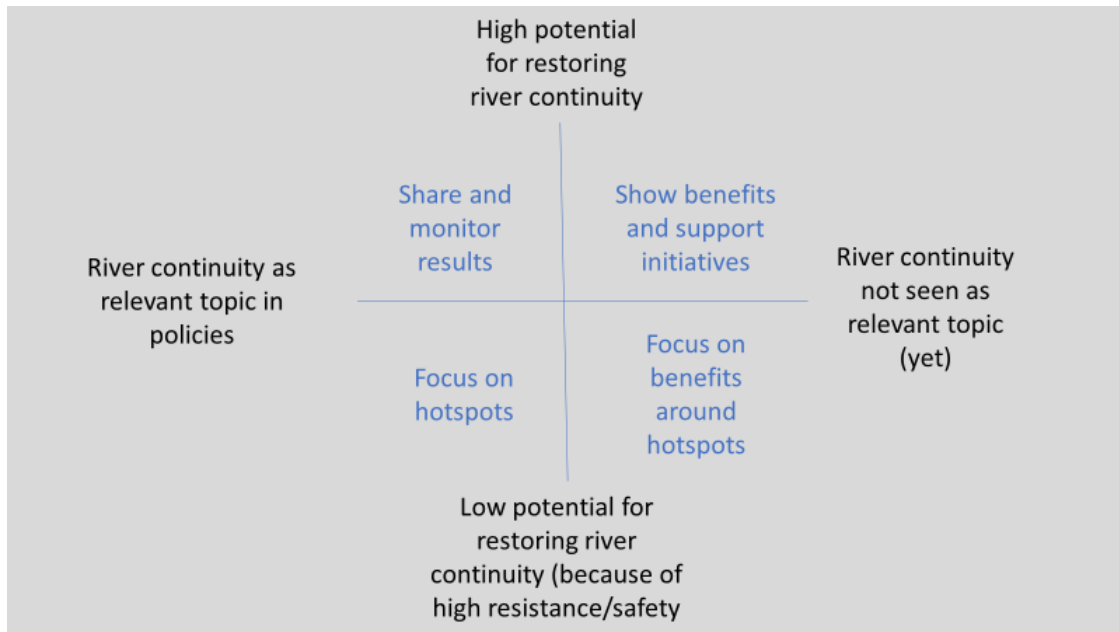 High potential
for restoring
river continuity
Share and
monitor
results
Show benefits
and support
initiatives
River continuity as
relevant topic in
policies
River continuity
not seen as
relevant topic
(yet)
Focus on
hotspots
Focus on
benefits
around
hotspots
Low potential for
restoring river
continuity (because of
high resistance/safety